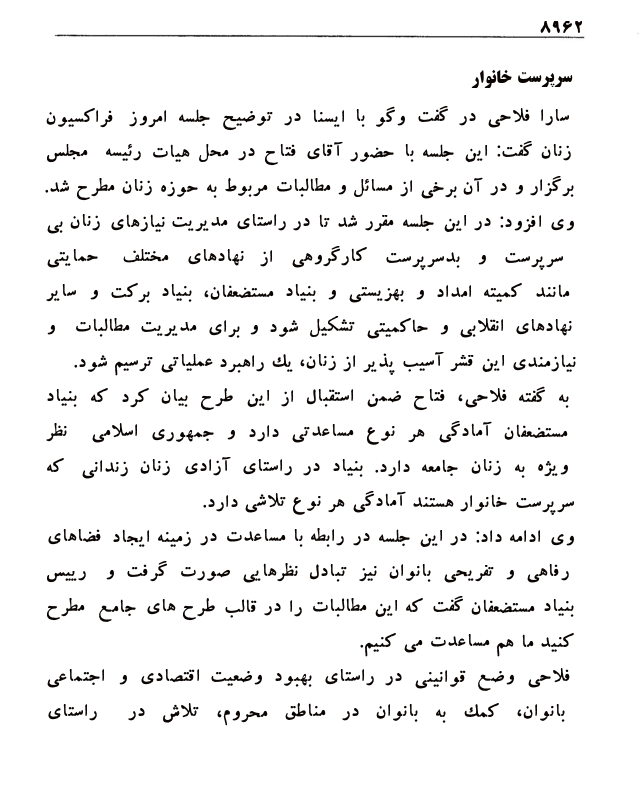 ۸۹۶۲
سرپرست خانوار
سارا فلاحی در گفت وگو با ایسنا در توضیح جلسه امروز فراکسیون
زنان گفت: این جلسه با حضور آقای فتاح در محل هیات رئیسه مجلس
برگزار و در آن برخی از مسائل و مطالبات مربوط به حوزه زنان مطرح شد.
وی افزود: در این جلسه مقرر شد تا در راستای مدیریت نیازهای زنان بی
سرپرست و بدسرپرست کارگروهی از نهادهای مختلف حمایتی
مانند کمیته امداد و بهزیستی و بنیاد مستضعفان، بنیاد برکت و سایر
نهادهای انقلابی و حاکمیتی تشکیل شود و برای مدیریت مطالبات و
نیازمندی این قشر آسیب پذیر از زنان، یك راهبرد عملیاتی ترسیم شود.
به گفته فلاحی، فتاح ضمن استقبال از این طرح بیان کرد که بنیاد
مستضعفان آمادگی هر نوع مساعدتی دارد و جمهوری اسلامی نظر
ویژه به زنان جامعه دارد. بنیاد در راستای آزادی زنان زندانی که
سرپرست خانوار هستند آمادگی هر نوع تلاشی دارد.
وی ادامه داد: در این جلسه در رابطه با مساعدت در زمینه ایجاد فضاهای
رفاهی و تفریحی بانوان نیز تبادل نظرهایی صورت گرفت و رییس
بنیاد مستضعفان گفت که این مطالبات را در قالب طرح های جامع مطرح
کنید ما هم مساعدت می کنیم.
فلاحی وضع قوانینی در راستای بهبود وضعیت اقتصادی و اجتماعی
بانوان، کمك به بانوان در مناطق محروم، تلاش در راستای